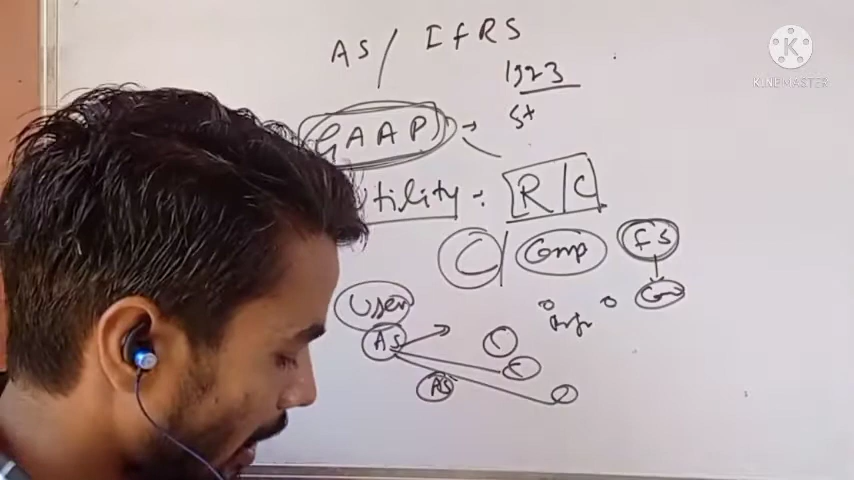 AS / IfRS
1923
GAAP →
St
tility : R/C
C / Comp FS
User
AS
AS
KINEMASTER